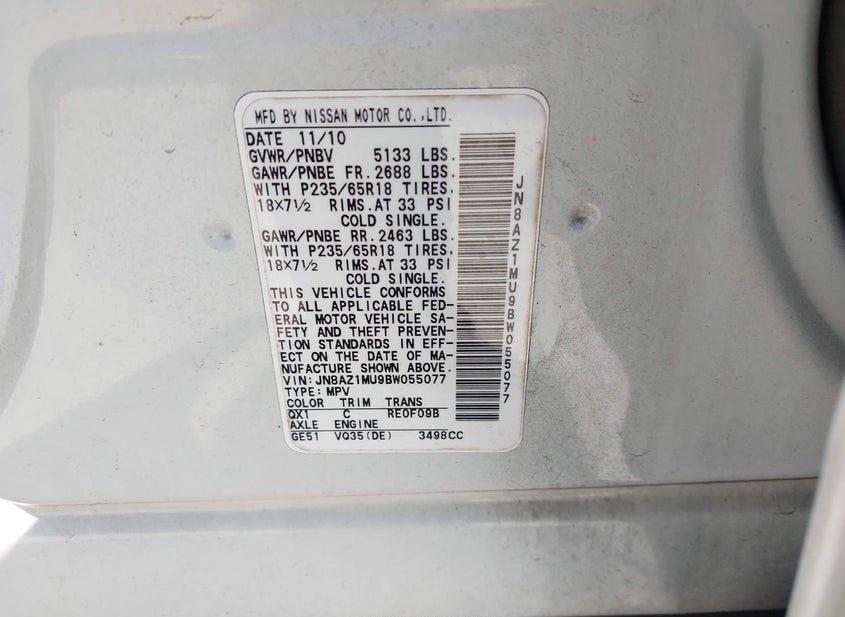 MFD BY NISSAN MOTOR CO.,LTD.
DATE 11/10
GVWR/PNBV 5133 LBS.
GAWR/PNBE FR.2688 LBS.
WITH P235/65R18 TIRES,
18×7½ RIMS.AT 33 PSI
COLD SINGLE.
GAWR/PNBE RR.2463 LBS.
WITH P235/65R18 TIRES,
18×7½ RIMS.AT 33 PSI
COLD SINGLE.
THIS VEHICLE CONFORMS
TO ALL APPLICABLE FED-
ERAL MOTOR VEHICLE SA-
FETY AND THEFT PREVEN-
TION STANDARDS IN EFF-
ECT ON THE DATE OF MA-
NUFACTURE SHOWN ABOVE.
VIN:JN8AZ1MU9BW055077
TYPE:MPV
COLOR TRIM TRANS
QX1 C RE0F09B
AXLE ENGINE
GE51 VQ35(DE) 3498CC
JN8AZ1MU9BW055077